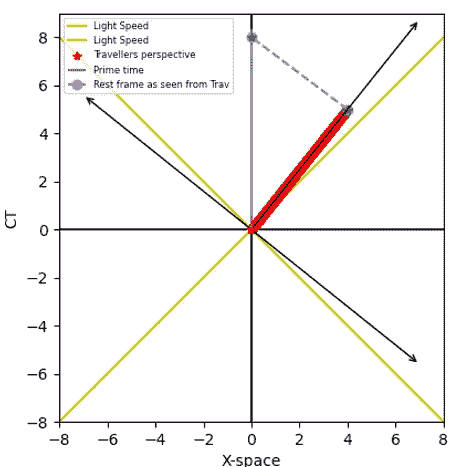 Light Speed
Light Speed
Travellers perspective
Prime time
Rest frame as seen from Trav
8
6
4
2
0
−2
−4
−6
−8
CT
−8 −6 −4 −2 0 2 4 6 8
X-space